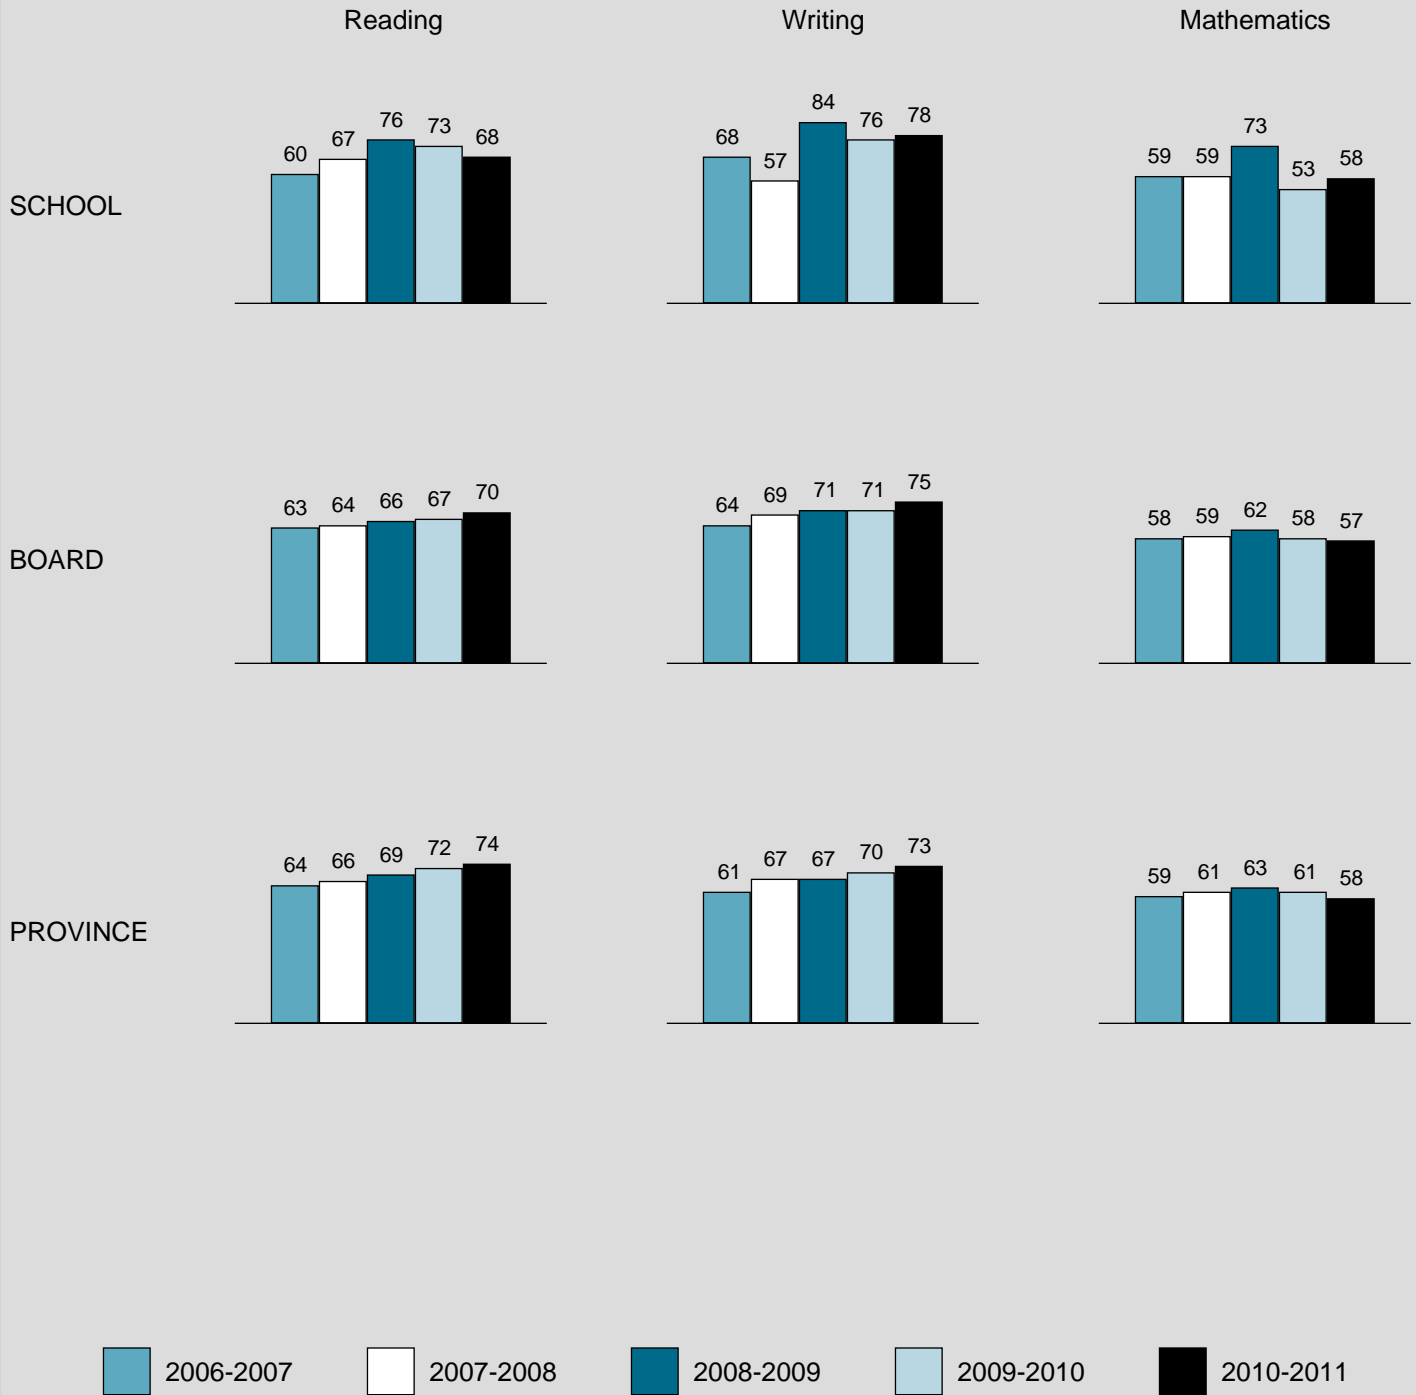 Reading Writing Mathematics
SCHOOL
60 67 76 73 68
68 57 84 76 78
59 59 73 53 58
BOARD
63 64 66 67 70
64 69 71 71 75
58 59 62 58 57
PROVINCE
64 66 69 72 74
61 67 67 70 73
59 61 63 61 58
2006-2007 2007-2008 2008-2009 2009-2010 2010-2011